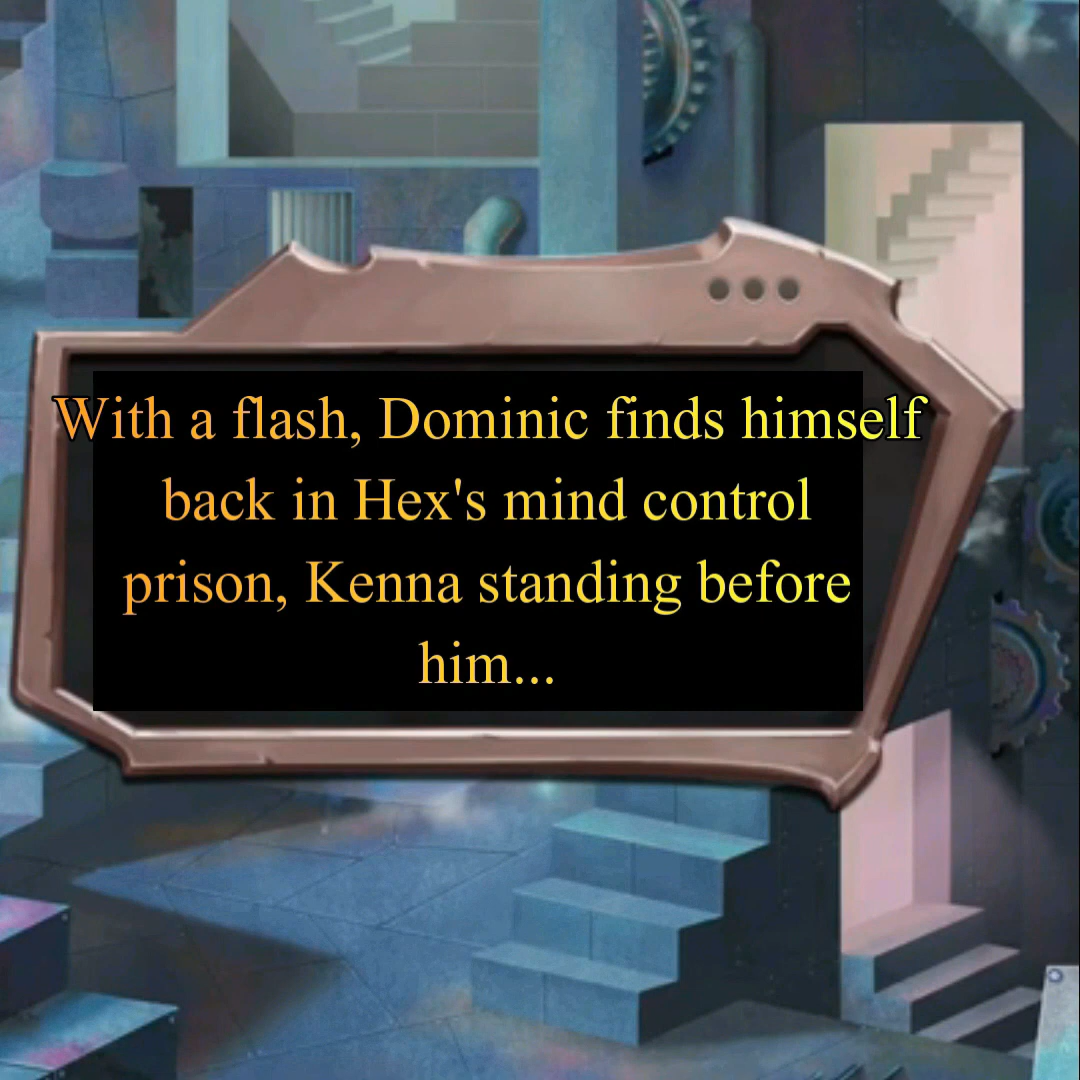 With a flash, Dominic finds himself
back in Hex's mind control
prison, Kenna standing before
him...